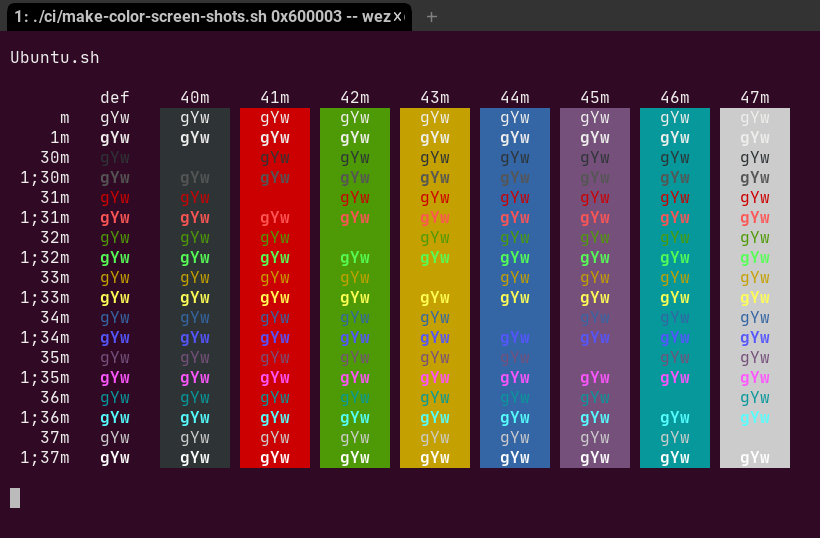 1: ./ci/make-color-screen-shots.sh 0x600003 -- wez
Ubuntu.sh
def 40m 41m 42m 43m 44m 45m 46m 47m
m gYw gYw gYw gYw gYw gYw gYw gYw gYw
1m gYw gYw gYw gYw gYw gYw gYw gYw gYw
30m gYw gYw gYw gYw gYw gYw gYw gYw
1;30m gYw gYw gYw gYw gYw gYw gYw gYw gYw
31m gYw gYw gYw gYw gYw gYw gYw gYw
1;31m gYw gYw gYw gYw gYw gYw gYw gYw gYw
32m gYw gYw gYw gYw gYw gYw gYw gYw
1;32m gYw gYw gYw gYw gYw gYw gYw gYw gYw
33m gYw gYw gYw gYw gYw gYw gYw gYw
1;33m gYw gYw gYw gYw gYw gYw gYw gYw gYw
34m gYw gYw gYw gYw gYw gYw gYw gYw
1;34m gYw gYw gYw gYw gYw gYw gYw gYw gYw
35m gYw gYw gYw gYw gYw gYw gYw gYw
1;35m gYw gYw gYw gYw gYw gYw gYw gYw gYw
36m gYw gYw gYw gYw gYw gYw gYw gYw
1;36m gYw gYw gYw gYw gYw gYw gYw gYw gYw
37m gYw gYw gYw gYw gYw gYw gYw gYw
1;37m gYw gYw gYw gYw gYw gYw gYw gYw gYw